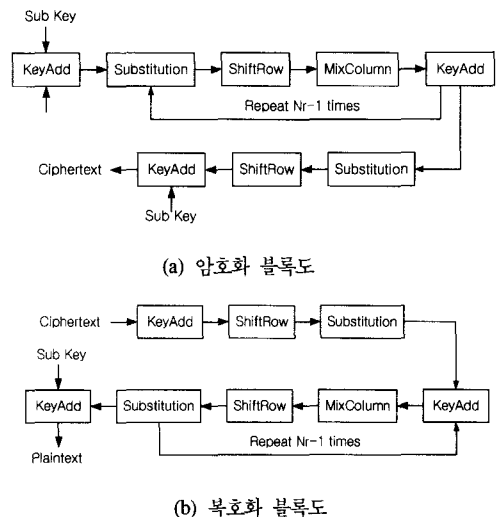 Sub Key
KeyAdd
Substitution
ShiftRow
MixColumn
KeyAdd
Repeat Nr-1 times
Ciphertext
KeyAdd
ShiftRow
Substitution
Sub Key
(a) 암호화 블록도
Ciphertext
KeyAdd
ShiftRow
Substitution
Sub Key
KeyAdd
Substitution
ShiftRow
MixColumn
KeyAdd
Repeat Nr-1 times
Plaintext
(b) 복호화 블록도